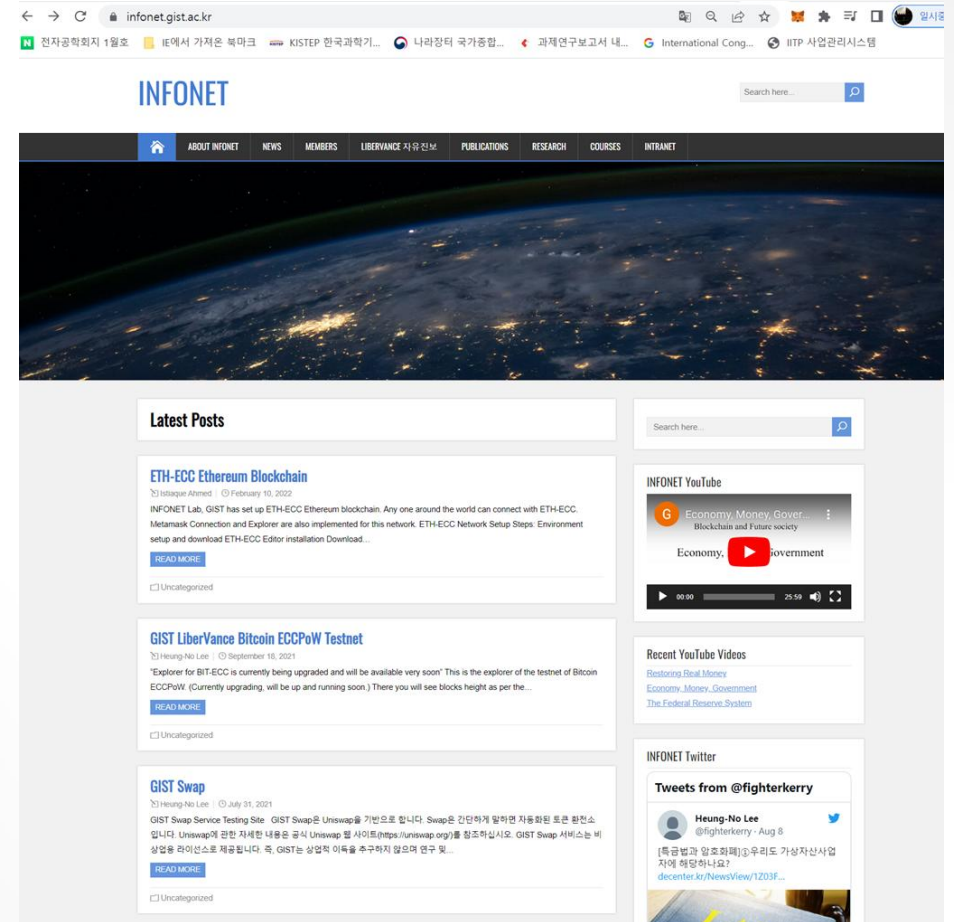 infonet.gist.ac.kr
일시중
전자공학회지 1월호
IE에서 가져온 북마크
KISTEP 한국과학기...
나라장터 국가종합...
과제연구보고서 내...
International Cong...
IITP 사업관리시스템
INFONET
Search here...
ABOUT INFONET NEWS MEMBERS LIBERVANCE 자유진보 PUBLICATIONS RESEARCH COURSES INTRANET
Latest Posts
ETH-ECC Ethereum Blockchain
Istiaque Ahmed | February 10, 2022
INFONET Lab, GIST has set up ETH-ECC Ethereum blockchain. Any one around the world can connect with ETH-ECC.
Metamask Connection and Explorer are also implemented for this network. ETH-ECC Network Setup Steps: Environment
setup and download ETH-ECC Editor installation Download...
READ MORE
Uncategorized
GIST LiberVance Bitcoin ECCPoW Testnet
Heung-No Lee | September 18, 2021
"Explorer for BIT-ECC is currently being upgraded and will be available very soon" This is the explorer of the testnet of Bitcoin
ECCPoW. (Currently upgrading, will be up and running soon.) There you will see blocks height as per the...
READ MORE
Uncategorized
GIST Swap
Heung-No Lee | July 31, 2021
GIST Swap Service Testing Site GIST Swap은 Uniswap을 기반으로 합니다. Swap은 간단하게 말하면 자동화된 토큰 환전소
입니다. Uniswap에 관한 자세한 내용은 공식 Uniswap 웹 사이트(https://uniswap.org/)를 참조하십시오. GIST Swap 서비스는 비
상업용 라이선스로 제공됩니다. 즉, GIST는 상업적 이득을 추구하지 않으며 연구 및...
READ MORE
Uncategorized
Search here...
INFONET YouTube
G Economy, Money, Gover...
Blockchain and Future society
Economy, Government
00:00 25:59
Recent YouTube Videos
Restoring Real Money
Economy, Money, Government
The Federal Reserve System
INFONET Twitter
Tweets from @fighterkerry
Heung-No Lee
@fighterkerry · Aug 8
[특금법과 암호화폐]①우리도 가상자산사업
자에 해당하나요?
decenter.kr/NewsView/1Z03F...